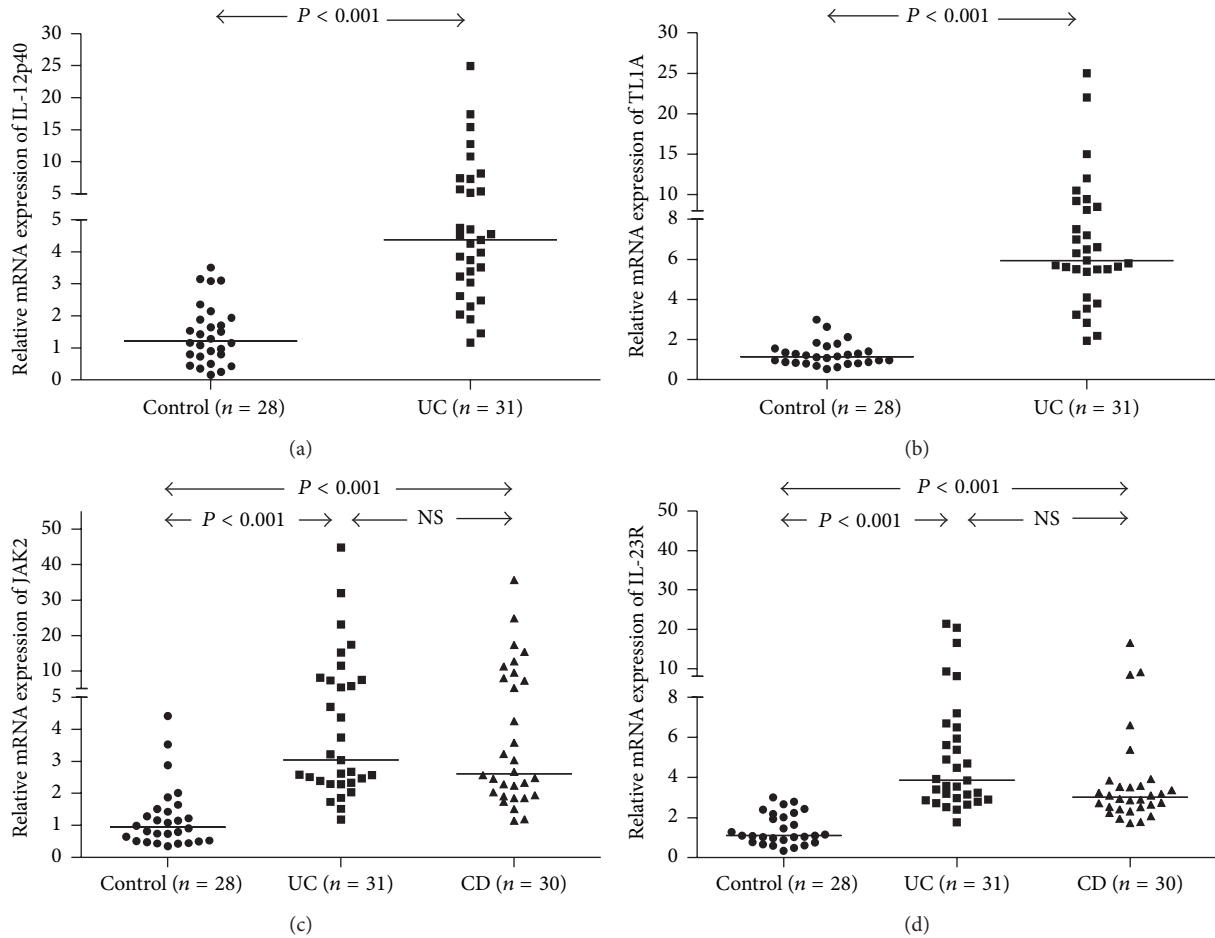 P < 0.001
Relative mRNA expression of IL-12p40
30
25
20
15
10
5
5
4
3
2
1
0
Control (n = 28)
UC (n = 31)
(a)
P < 0.001
Relative mRNA expression of TL1A
30
25
20
15
10
8
6
4
2
0
Control (n = 28)
UC (n = 31)
(b)
P < 0.001
P < 0.001
NS
Relative mRNA expression of JAK2
50
40
30
20
10
5
4
3
2
1
0
Control (n = 28)
UC (n = 31)
CD (n = 30)
(c)
P < 0.001
P < 0.001
NS
Relative mRNA expression of IL-23R
50
40
30
20
10
8
6
4
2
0
Control (n = 28)
UC (n = 31)
CD (n = 30)
(d)